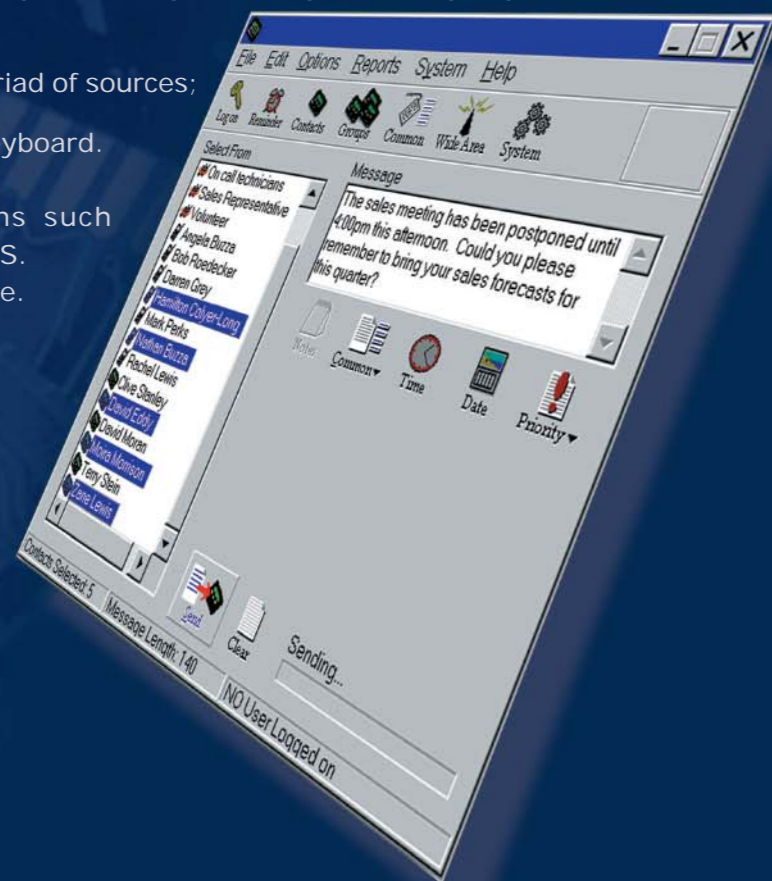 riad of sources;
yboard.
ns such
S.
e.
File Edit Options Reports System Help
Log on Reminder Contacts Groups Common Wide Area System
Select From
On call technicians
Sales Representative
Volunteer
Angela Buzza
Bob Roedecker
Darren Grey
Hamilton Colyer-Long
Mark Perks
Nathan Buzza
Rachel Lewis
Clive Stanley
David Eddy
David Moran
Moira Morrison
Terry Stein
Zane Lewis
Message
The sales meeting has been postponed until
4:00pm this afternoon. Could you please
remember to bring your sales forecasts for
this quarter?
Notes Common Time Date Priority
Send Clear Sending...
Contacts Selected: 5 Message Length: 140 NO User Logged on